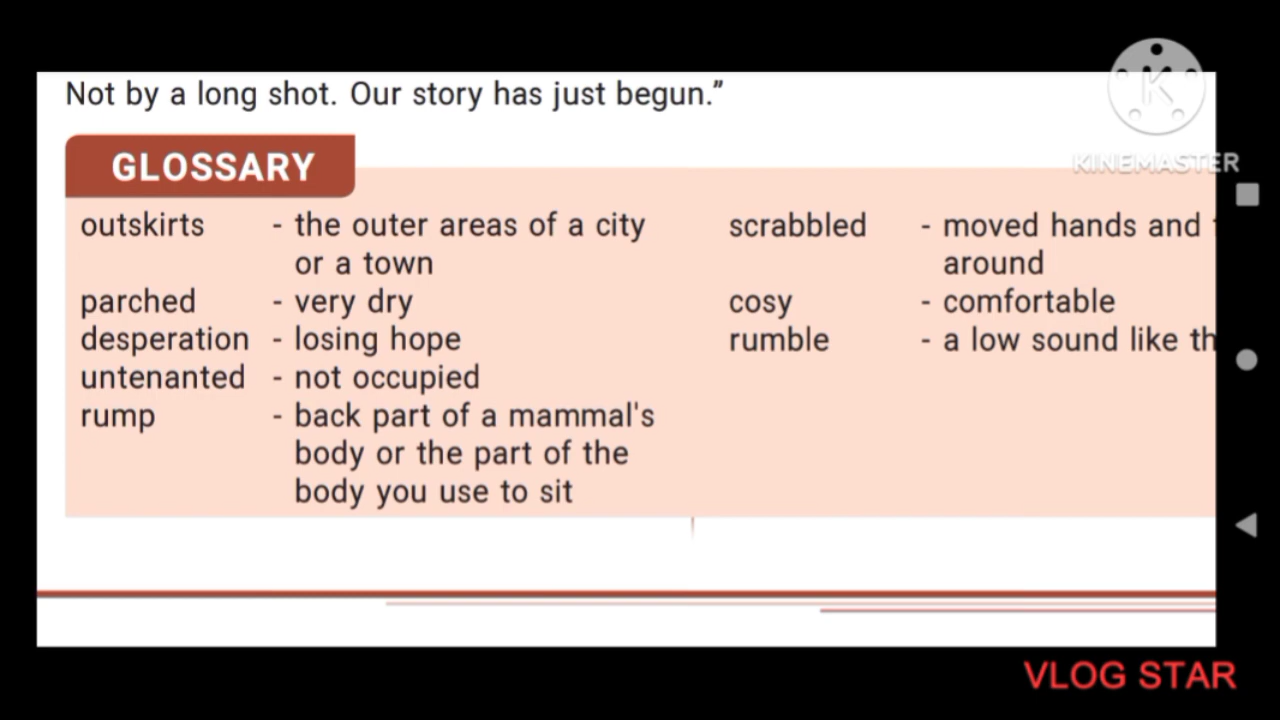 Not by a long shot. Our story has just begun.”
KINEMASTER
GLOSSARY
outskirts - the outer areas of a city
or a town
parched - very dry
desperation - losing hope
untenanted - not occupied
rump - back part of a mammal's
body or the part of the
body you use to sit
scrabbled - moved hands and
around
cosy - comfortable
rumble - a low sound like
VLOG STAR